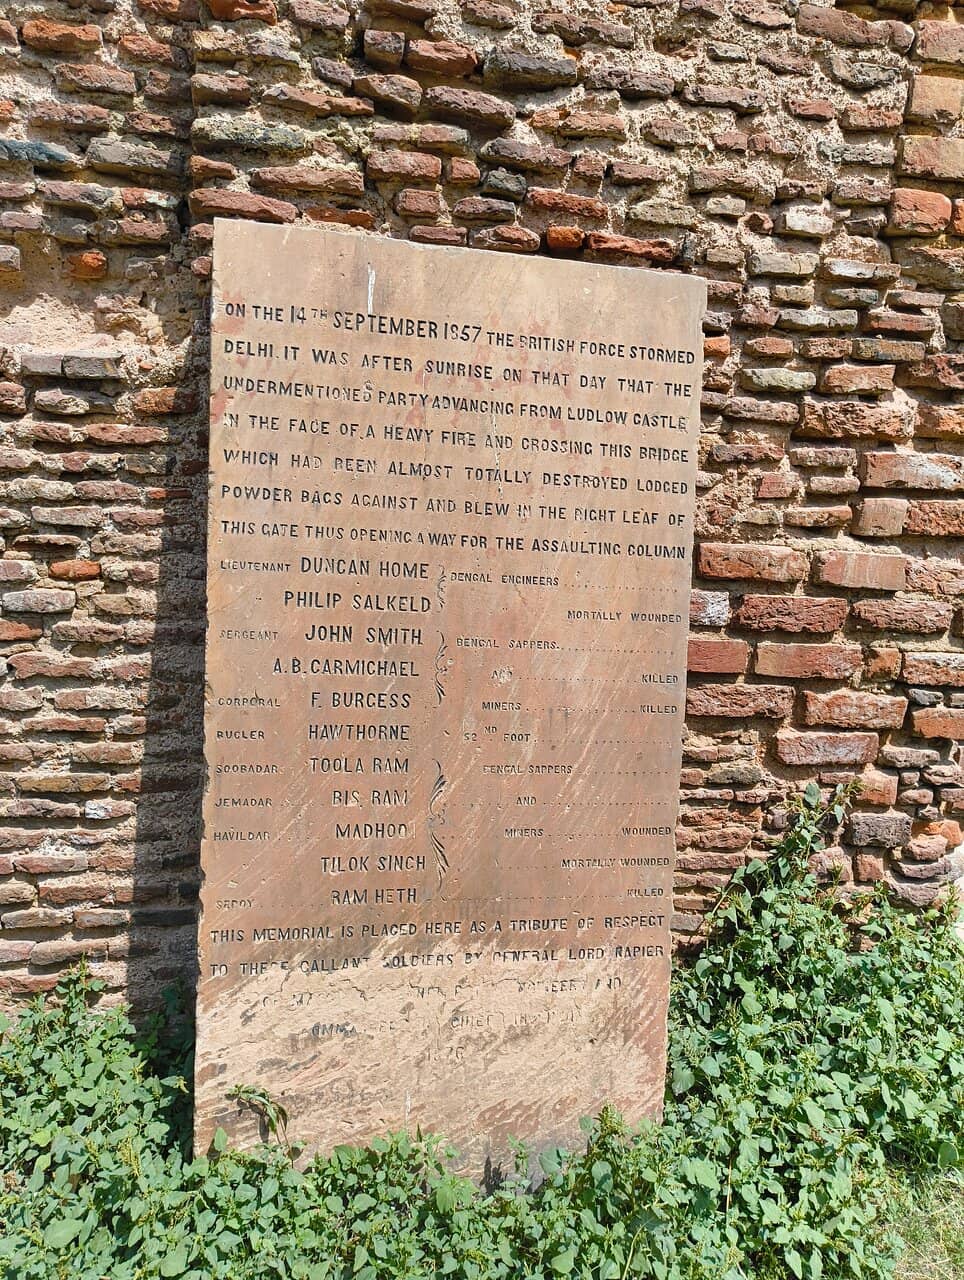 ON THE 14TH SEPTEMBER 1857 THE BRITISH FORCE STORMED
DELHI. IT WAS AFTER SUNRISE ON THAT DAY THAT THE
UNDERMENTIONED PARTY ADVANCING FROM LUDLOW CASTLE
IN THE FACE OF A HEAVY FIRE AND CROSSING THIS BRIDGE
WHICH HAD BEEN ALMOST TOTALLY DESTROYED LODGED
POWDER BAGS AGAINST AND BLEW IN THE RIGHT LEAF OF
THIS GATE THUS OPENING A WAY FOR THE ASSAULTING COLUMN
LIEUTENANT DUNCAN HOME BENGAL ENGINEERS
PHILIP SALKELD MORTALLY WOUNDED
SERGEANT JOHN SMITH BENGAL SAPPERS
A.B. CARMICHAEL AND KILLED
CORPORAL F. BURGESS MINERS KILLED
BUGLER HAWTHORNE 52ND FOOT
SOOBADAR TOOLA RAM BENGAL SAPPERS
JEMADAR BIS RAM AND
HAVILDAR MADHOO MINERS WOUNDED
TILOK SINGH MORTALLY WOUNDED
SEPOY RAM HETH KILLED
THIS MEMORIAL IS PLACED HERE AS A TRIBUTE OF RESPECT
TO THESE GALLANT SOLDIERS BY GENERAL LORD NAPIER
OF AND
CHIEF IN
1876